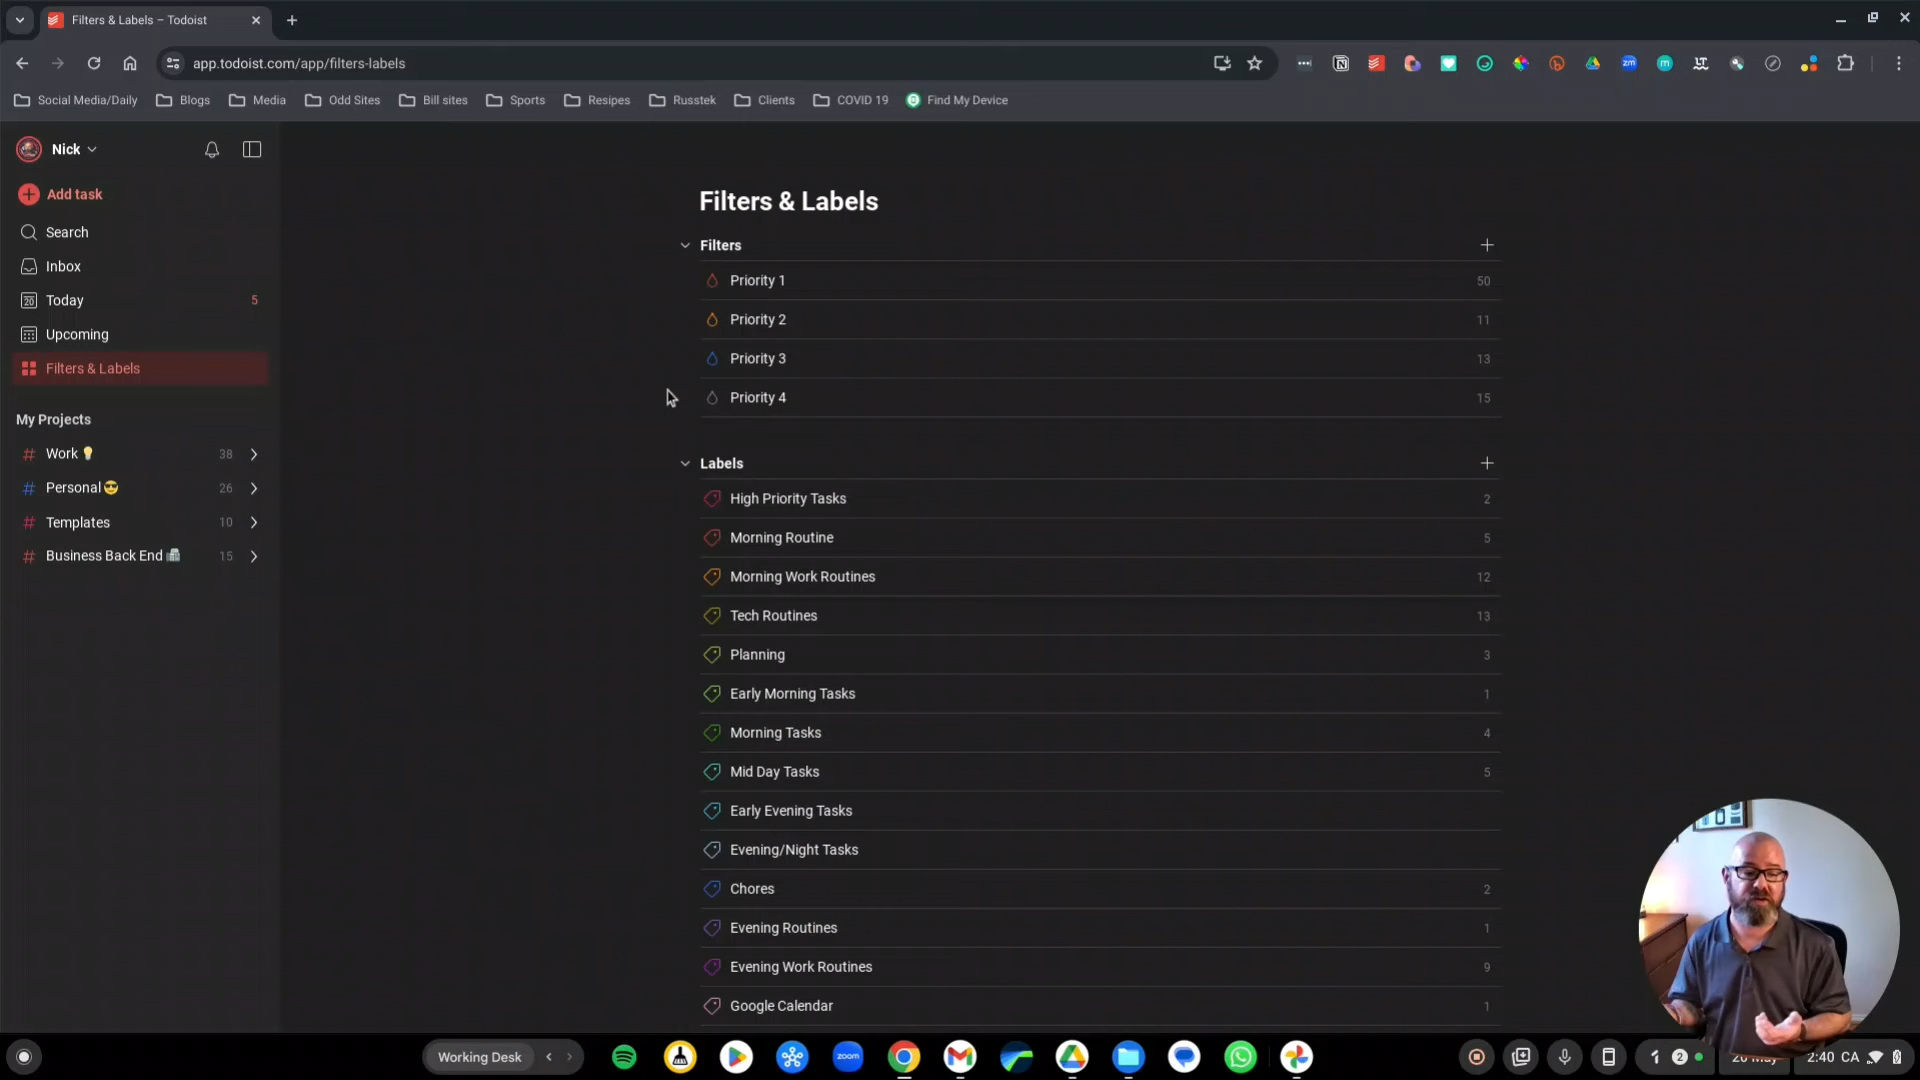 Filters & Labels – Todoist
app.todoist.com/app/filters-labels
Social Media/Daily Blogs Media Odd Sites Bill sites Sports Resipes Russtek Clients COVID 19 Find My Device
Nick
Add task
Search
Inbox
20 Today 5
Upcoming
Filters & Labels
My Projects
# Work 38
# Personal 26
# Templates 10
# Business Back End 15
Filters & Labels
Filters
Priority 1 50
Priority 2 11
Priority 3 13
Priority 4 15
Labels
High Priority Tasks 2
Morning Routine 5
Morning Work Routines 12
Tech Routines 13
Planning 3
Early Morning Tasks 1
Morning Tasks 4
Mid Day Tasks 5
Early Evening Tasks
Evening/Night Tasks
Chores 2
Evening Routines 1
Evening Work Routines 9
Google Calendar 1
Working Desk zoom 2 2:40 CA